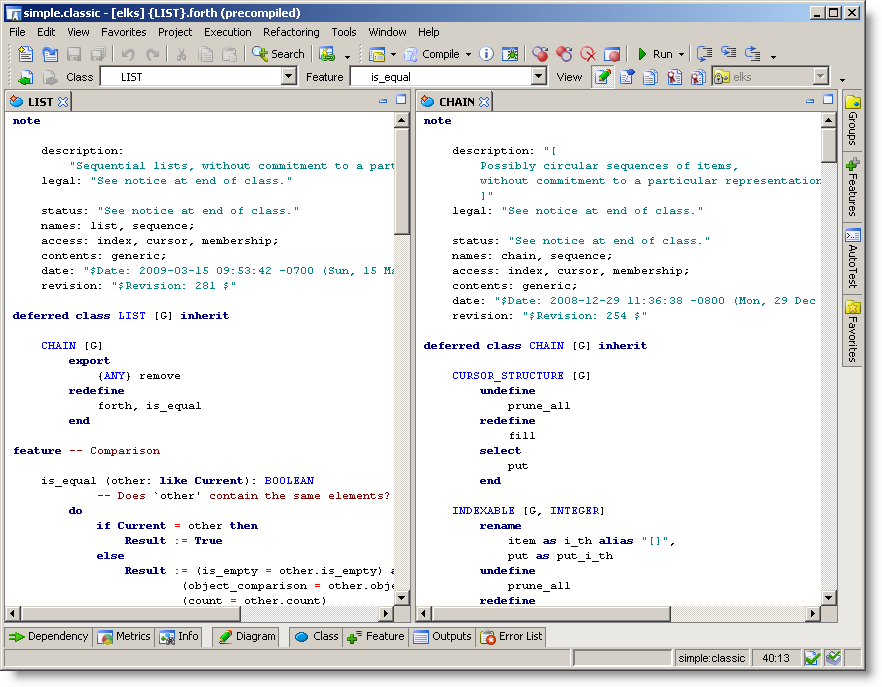 simple.classic - [elks] {LIST}.forth (precompiled)
File Edit View Favorites Project Execution Refactoring Tools Window Help
Search Compile Run
Class LIST Feature is_equal View elks
LIST
note
description:
"Sequential lists, without commitment to a part
legal: "See notice at end of class."
status: "See notice at end of class."
names: list, sequence;
access: index, cursor, membership;
contents: generic;
date: "$Date: 2009-03-15 09:53:42 -0700 (Sun, 15 Ma
revision: "$Revision: 281 $"
deferred class LIST [G] inherit
CHAIN [G]
export
{ANY} remove
redefine
forth, is_equal
end
feature -- Comparison
is_equal (other: like Current): BOOLEAN
-- Does `other' contain the same elements?
do
if Current = other then
Result := True
else
Result := (is_empty = other.is_empty) a
(object_comparison = other.obje
(count = other.count)
CHAIN
note
description: "[
Possibly circular sequences of items,
without commitment to a particular representation
]"
legal: "See notice at end of class."
status: "See notice at end of class."
names: chain, sequence;
access: index, cursor, membership;
contents: generic;
date: "$Date: 2008-12-29 11:36:38 -0800 (Mon, 29 Dec
revision: "$Revision: 254 $"
deferred class CHAIN [G] inherit
CURSOR_STRUCTURE [G]
undefine
prune_all
redefine
fill
select
put
end
INDEXABLE [G, INTEGER]
rename
item as i_th alias "[]",
put as put_i_th
undefine
prune_all
redefine
Groups
Features
AutoTest
Favorites
Dependency Metrics Info Diagram Class Feature Outputs Error List
simple:classic 40:13